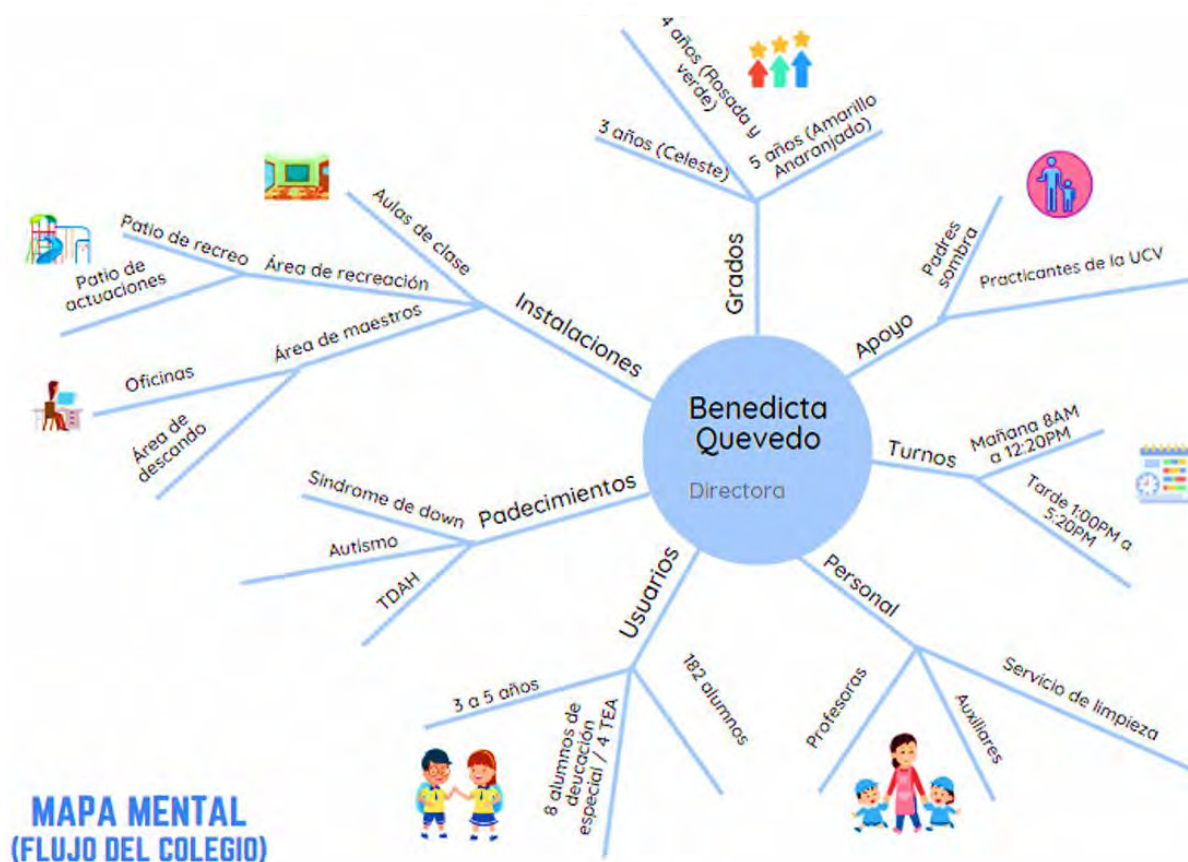 4 años (Rosada y
verde)
3 años (Celeste)
5 años (Amarillo
Anaranjado)
Grados
Aulas de clase
Patio de recreo
Patio de
actuaciones
Área de recreación
Área de maestros
Oficinas
Área de
descando
Instalaciones
Padres
sombra
Practicantes de la UCV
Apoyo
Benedicta
Quevedo
Directora
Turnos
Mañana 8AM
a 12:20PM
Tarde 1:00PM a
5:20PM
Síndrome de down
Autismo
TDAH
Padecimientos
Usuarios
3 a 5 años
8 alumnos de
deucación
especial / 4 TEA
182 alumnos
Personal
Profesoras
Auxiliares
Servicio de limpieza
MAPA MENTAL
(FLUJO DEL COLEGIO)